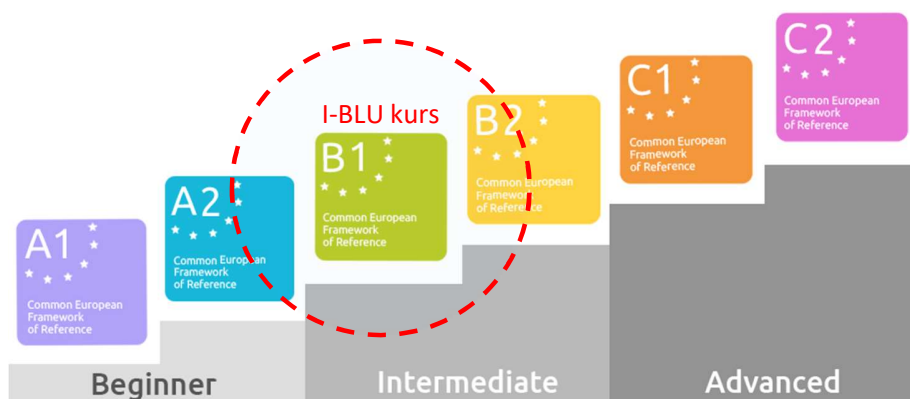 A1
Common European
Framework
of Reference
A2
Common European
Framework
of Reference
I-BLU kurs
B1
Common European
Framework
of Reference
B2
Common European
Framework
of Reference
C1
Common European
Framework
of Reference
C2
Common European
Framework
of Reference
Beginner
Intermediate
Advanced